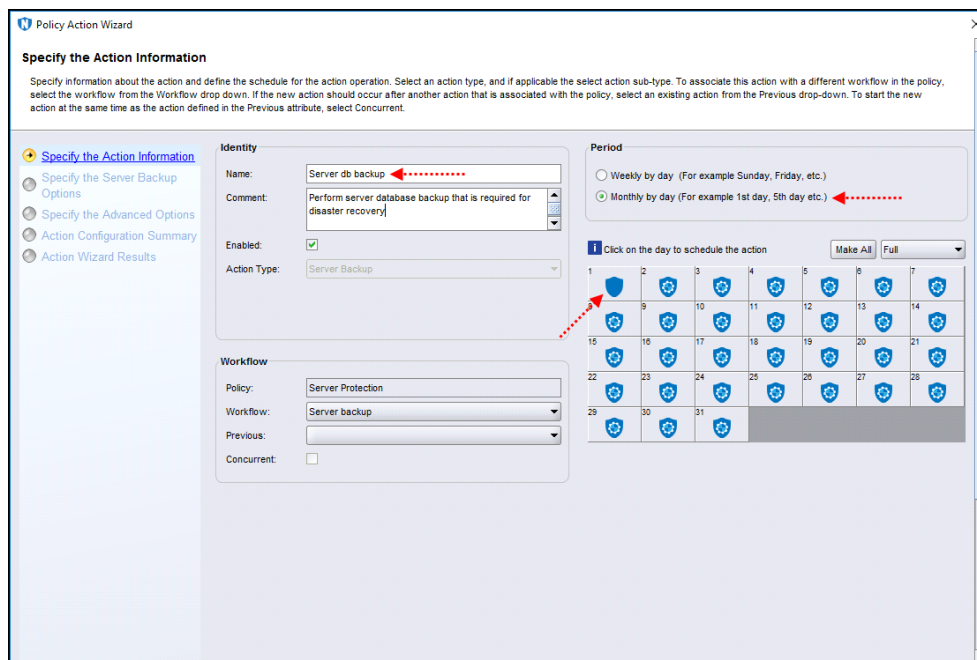 Policy Action Wizard
Specify the Action Information
Specify information about the action and define the schedule for the action operation. Select an action type, and if applicable the select action sub-type. To associate this action with a different workflow in the policy,
select the workflow from the Workflow drop down. If the new action should occur after another action that is associated with the policy, select an existing action from the Previous drop-down. To start the new
action at the same time as the action defined in the Previous attribute, select Concurrent.
Specify the Action Information
Specify the Server Backup
Options
Specify the Advanced Options
Action Configuration Summary
Action Wizard Results
Identity
Name: Server db backup
Comment: Perform server database backup that is required for
disaster recovery
Enabled:
Action Type: Server Backup
Workflow
Policy: Server Protection
Workflow: Server backup
Previous:
Concurrent:
Period
Weekly by day (For example Sunday, Friday, etc.)
Monthly by day (For example 1st day, 5th day etc.)
Click on the day to schedule the action Make All Full
1 2 3 4 5 6 7
9 10 11 12 13 14
15 16 17 18 19 20 21
22 23 24 25 26 27 28
29 30 31